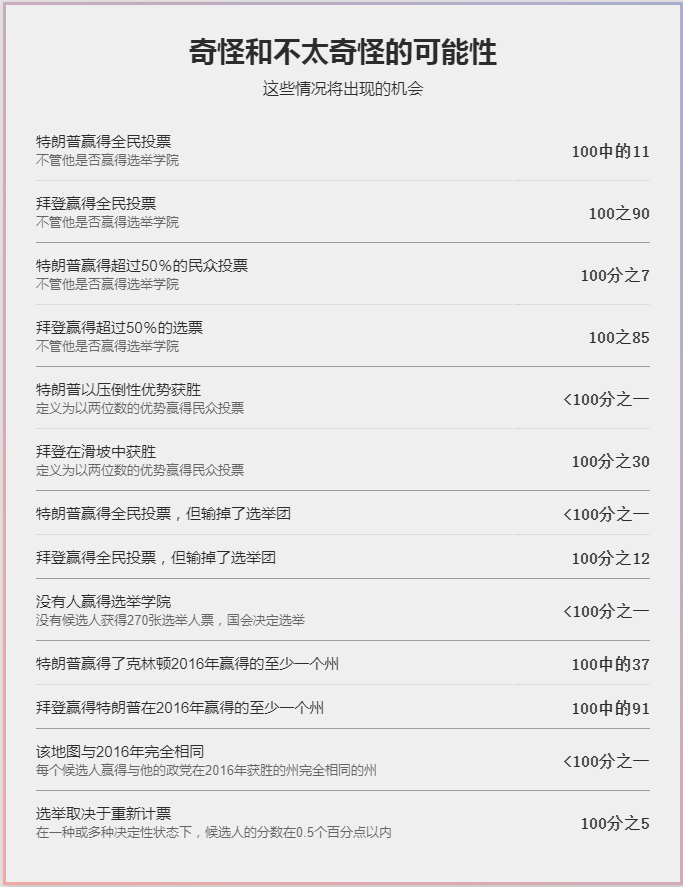 奇怪和不太奇怪的可能性
这些情况将出现的机会
特朗普赢得全民投票
不管他是否赢得选举学院
100中的11
拜登赢得全民投票
不管他是否赢得选举学院
100之90
特朗普赢得超过50％的民众投票
不管他是否赢得选举学院
100分之7
拜登赢得超过50％的选票
不管他是否赢得选举学院
100之85
特朗普以压倒性优势获胜
定义为以两位数的优势赢得民众投票
<100分之一
拜登在滑坡中获胜
定义为以两位数的优势赢得民众投票
100分之30
特朗普赢得全民投票，但输掉了选举团
<100分之一
拜登赢得全民投票，但输掉了选举团
100分之12
没有人赢得选举学院
没有候选人获得270张选举人票，国会决定选举
<100分之一
特朗普赢得了克林顿2016年赢得的至少一个州
100中的37
拜登赢得特朗普在2016年赢得的至少一个州
100中的91
该地图与2016年完全相同
每个候选人赢得与他的政党在2016年获胜的州完全相同的州
<100分之一
选举取决于重新计票
在一种或多种决定性状态下，候选人的分数在0.5个百分点以内
100分之5